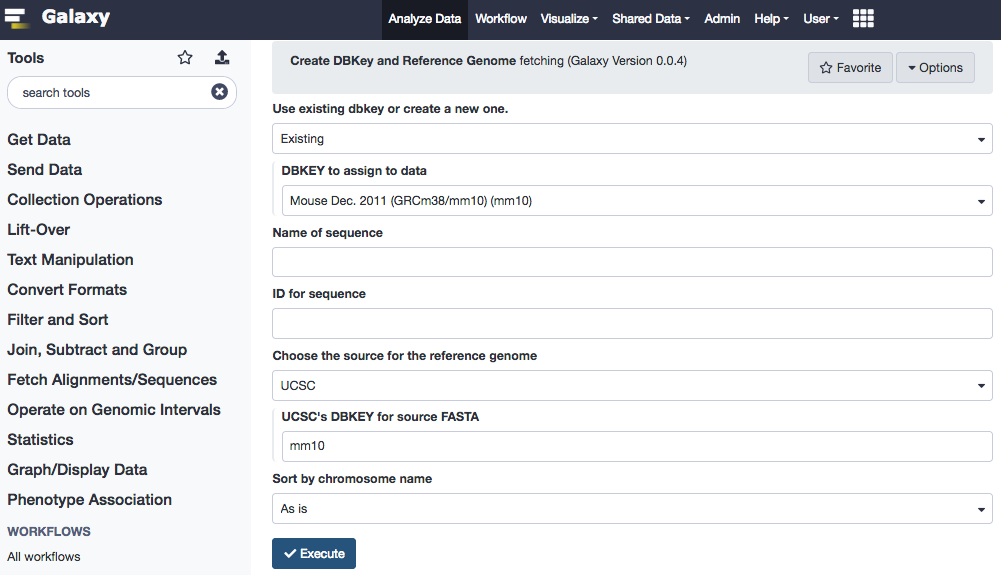 Galaxy
Analyze Data Workflow Visualize Shared Data Admin Help User
Tools
search tools
Get Data
Send Data
Collection Operations
Lift-Over
Text Manipulation
Convert Formats
Filter and Sort
Join, Subtract and Group
Fetch Alignments/Sequences
Operate on Genomic Intervals
Statistics
Graph/Display Data
Phenotype Association
WORKFLOWS
All workflows
Create DBKey and Reference Genome fetching (Galaxy Version 0.0.4)
Favorite
Options
Use existing dbkey or create a new one.
Existing
DBKEY to assign to data
Mouse Dec. 2011 (GRCm38/mm10) (mm10)
Name of sequence
ID for sequence
Choose the source for the reference genome
UCSC
UCSC's DBKEY for source FASTA
mm10
Sort by chromosome name
As is
Execute